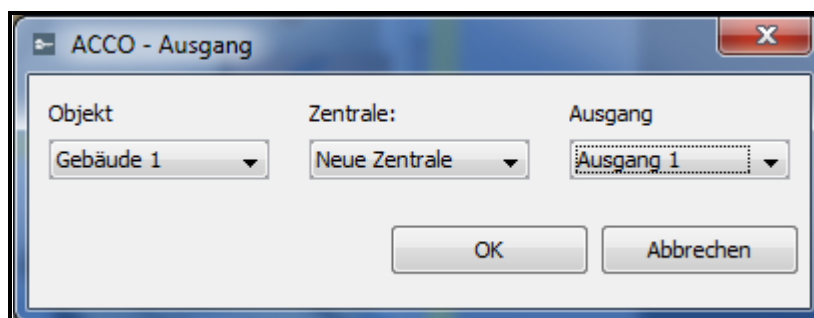 ACCO - Ausgang
Objekt Zentrale: Ausgang
Gebäude 1 Neue Zentrale Ausgang 1
OK Abbrechen